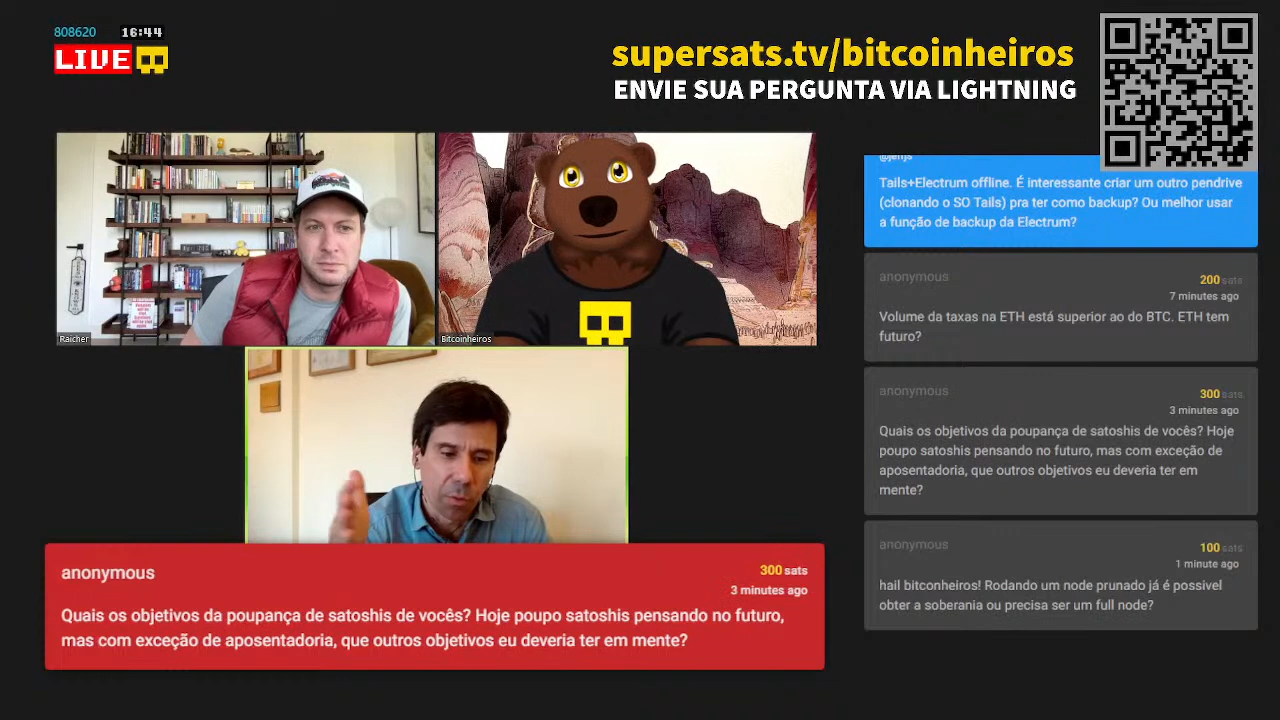 808620 16:44
LIVE
supersats.tv/bitcoinheiros
ENVIE SUA PERGUNTA VIA LIGHTNING
Raicher
Bitcoinheiros
anonymous
300 sats
3 minutes ago
Quais os objetivos da poupança de satoshis de vocês? Hoje poupo satoshis pensando no futuro,
mas com exceção de aposentadoria, que outros objetivos eu deveria ter em mente?
Tails+Electrum offline. É interessante criar um outro pendrive
(clonando o SO Tails) pra ter como backup? Ou melhor usar
a função de backup da Electrum?
anonymous
200 sats
7 minutes ago
Volume da taxas na ETH está superior ao do BTC. ETH tem
futuro?
anonymous
300 sats
3 minutes ago
Quais os objetivos da poupança de satoshis de vocês? Hoje
poupo satoshis pensando no futuro, mas com exceção de
aposentadoria, que outros objetivos eu deveria ter em
mente?
anonymous
100 sats
1 minute ago
hail bitconheiros! Rodando um node prunado já é possivel
obter a soberania ou precisa ser um full node?